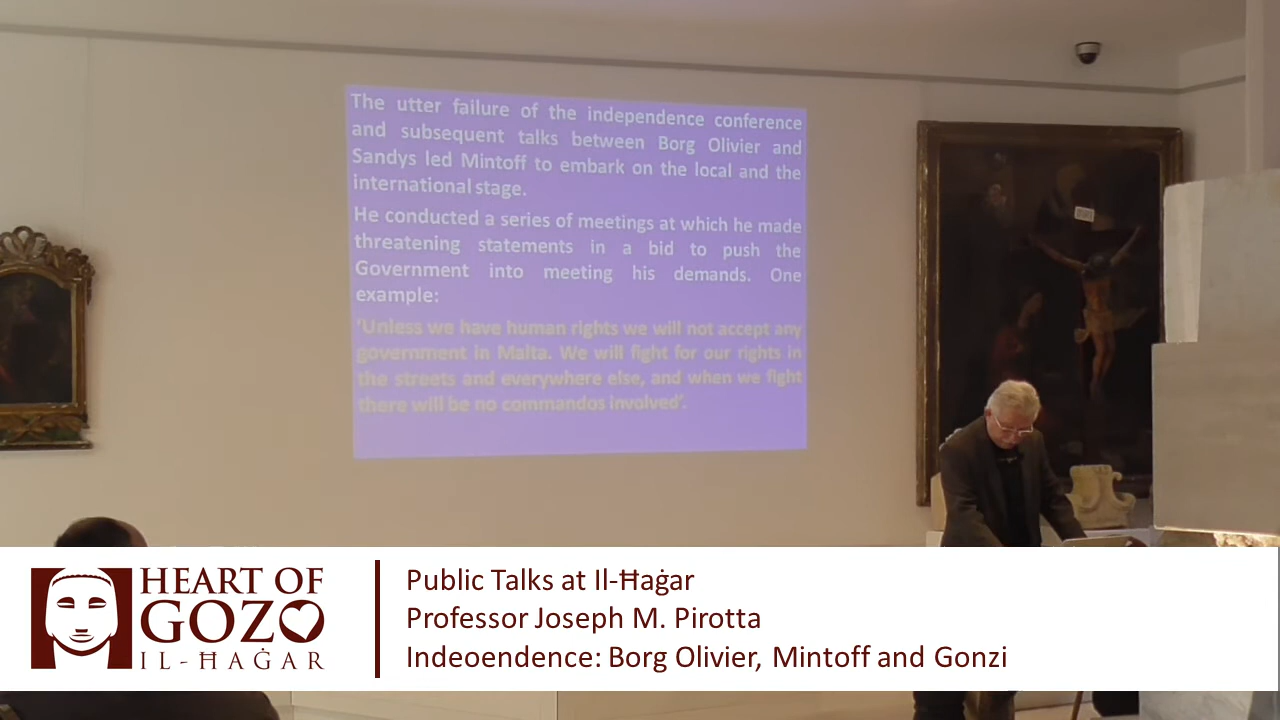 The utter failure of the independence conference
and subsequent talks between Borg Olivier and
Sandys led Mintoff to embark on the local and the
international stage.
He conducted a series of meetings at which he made
threatening statements in a bid to push the
Government into meeting his demands. One
example:
'Unless we have human rights we will not accept any
government in Malta. We will fight for our rights in
the streets and everywhere else, and when we fight
there will be no commandos involved'.
HEART OF
GOZO
IL-ĦAĠAR
Public Talks at Il-Ħaġar
Professor Joseph M. Pirotta
Indeoendence: Borg Olivier, Mintoff and Gonzi